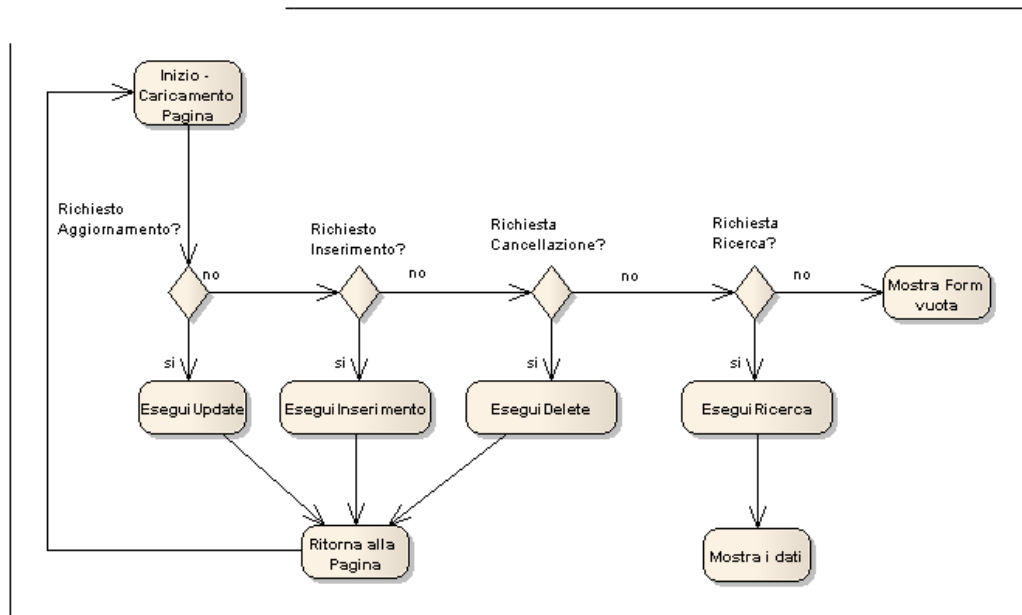 Inizio -
Caricamento
Pagina
Richiesto
Aggiornamento?
Richiesto
Inserimento?
Richiesta
Cancellazione?
Richiesta
Ricerca?
no
no
no
no
Mostra Form
vuota
si
si
si
si
Esegui Update
Esegui Inserimento
Esegui Delete
Esegui Ricerca
Ritorna alla
Pagina
Mostra i dati